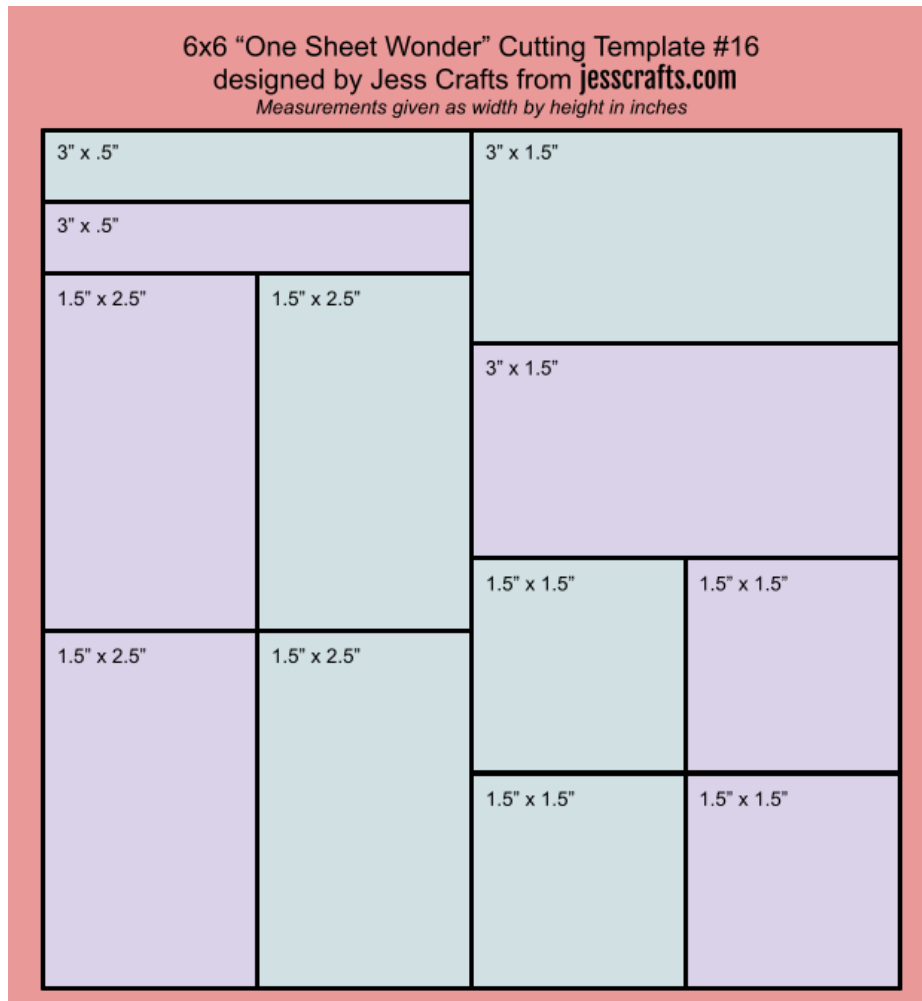 6x6 “One Sheet Wonder” Cutting Template #16
designed by Jess Crafts from jesscrafts.com
Measurements given as width by height in inches
3” x .5”
3” x 1.5”
3” x .5”
1.5” x 2.5”
1.5” x 2.5”
3” x 1.5”
1.5” x 1.5”
1.5” x 1.5”
1.5” x 2.5”
1.5” x 2.5”
1.5” x 1.5”
1.5” x 1.5”